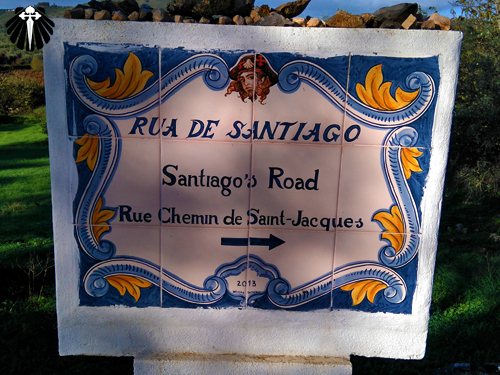 RUA DE SANTIAGO
Santiago's Road
Rue Chemin de Saint-Jacques
2013